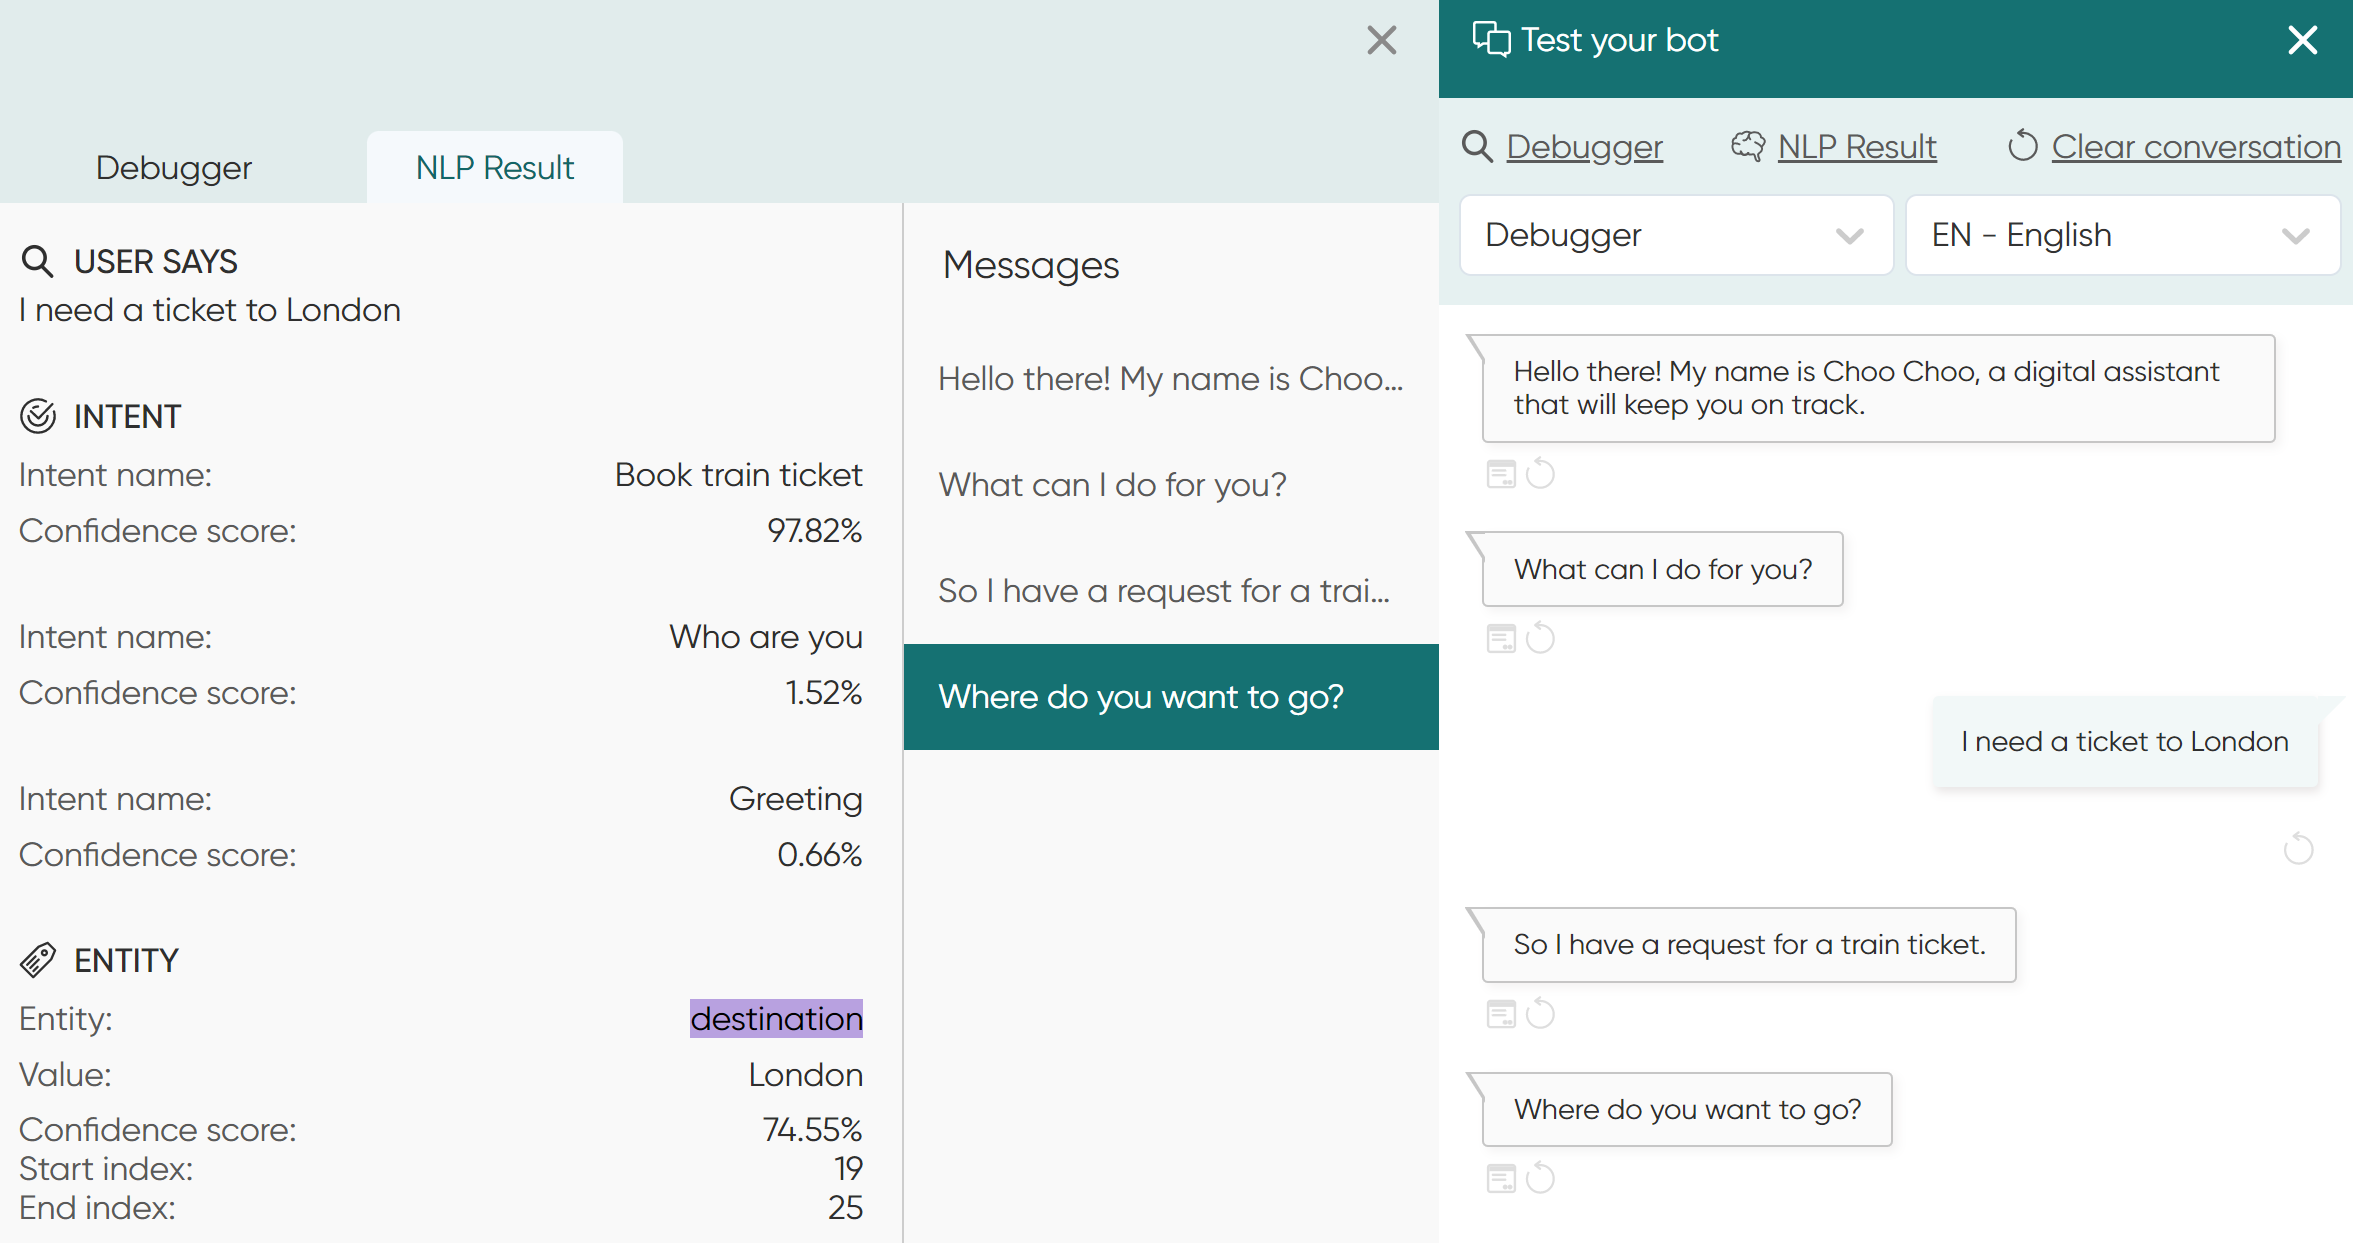 Debugger
NLP Result
USER SAYS
I need a ticket to London
INTENT
Intent name: Book train ticket
Confidence score: 97.82%
Intent name: Who are you
Confidence score: 1.52%
Intent name: Greeting
Confidence score: 0.66%
ENTITY
Entity: destination
Value: London
Confidence score: 74.55%
Start index: 19
End index: 25
Messages
Hello there! My name is Choo...
What can I do for you?
So I have a request for a trai...
Where do you want to go?
Test your bot
Debugger
NLP Result
Clear conversation
Debugger
EN - English
Hello there! My name is Choo Choo, a digital assistant
that will keep you on track.
What can I do for you?
I need a ticket to London
So I have a request for a train ticket.
Where do you want to go?